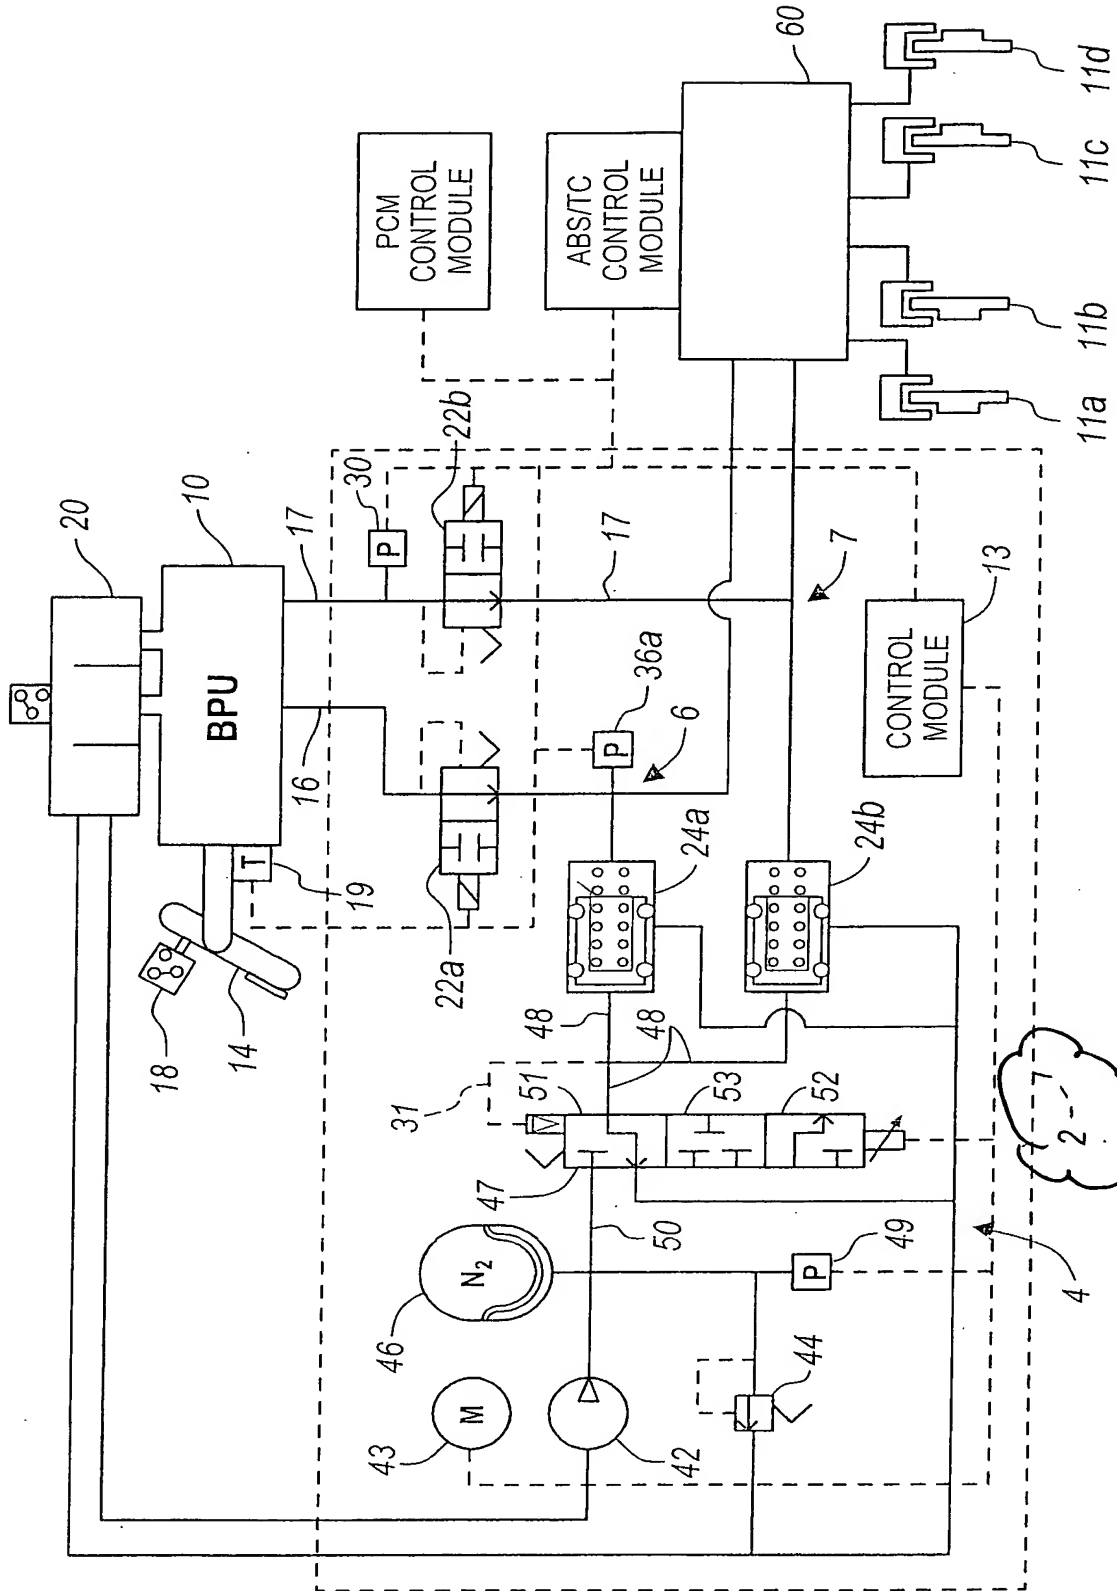 20
10
17
30
22b
PCM
CONTROL
MODULE
ABS/TC
CONTROL
MODULE
60
11d
11c
11b
11a
BPU
16
T
19
18
14
22a
P
17
36a
P
6
7
24a
24b
CONTROL
MODULE
13
48
48
31
51
53
52
47
50
N2
46
M
43
42
44
P
49
4
2